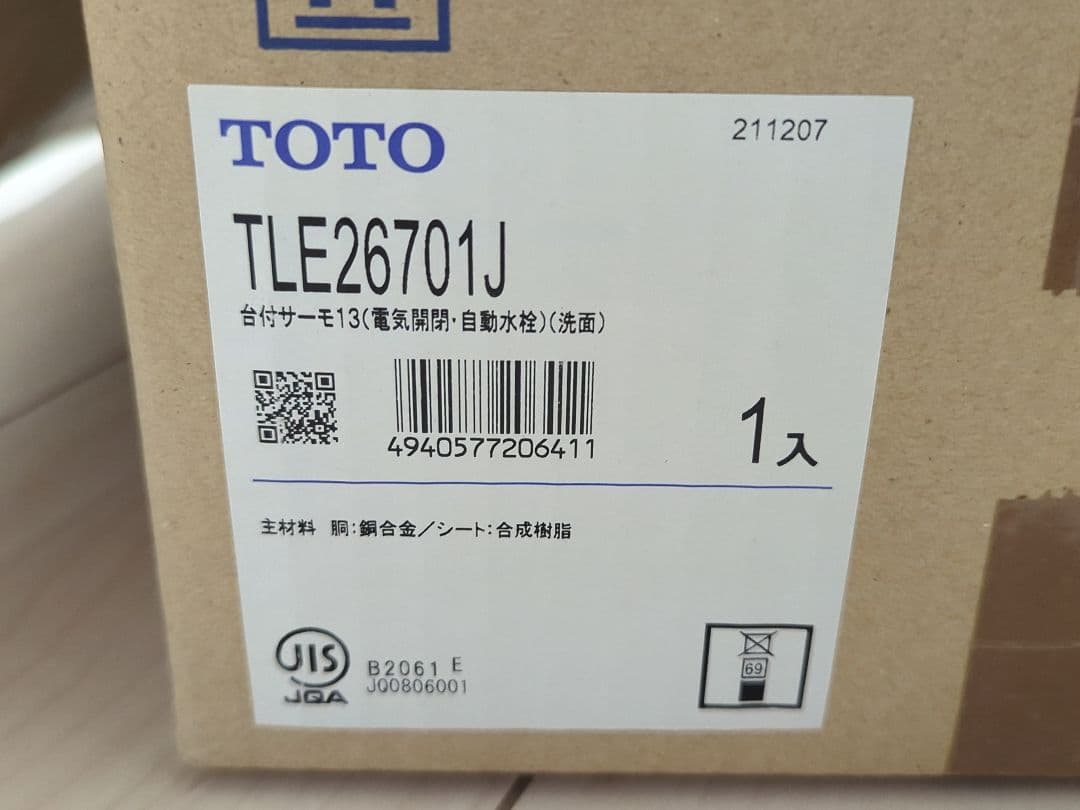 TOTO
211207
TLE26701J
台付サーモ13(電気開閉・自動水栓)(洗面)
4940577206411
1入
主材料 胴:銅合金/シート:合成樹脂
JIS
JQA
B2061 E
JQ0806001
69